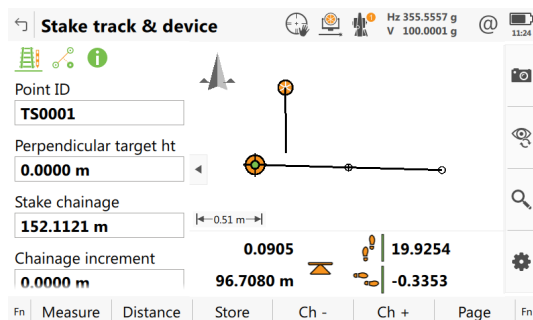 Stake track & device
Hz 355.5557 g
V 100.0001 g
@
11:24
Point ID
TS0001
Perpendicular target ht
0.0000 m
Stake chainage
152.1121 m
Chainage increment
0.0000 m
0.51 m
0.0905
19.9254
96.7080 m
-0.3353
Fn Measure Distance Store Ch - Ch + Page Fn